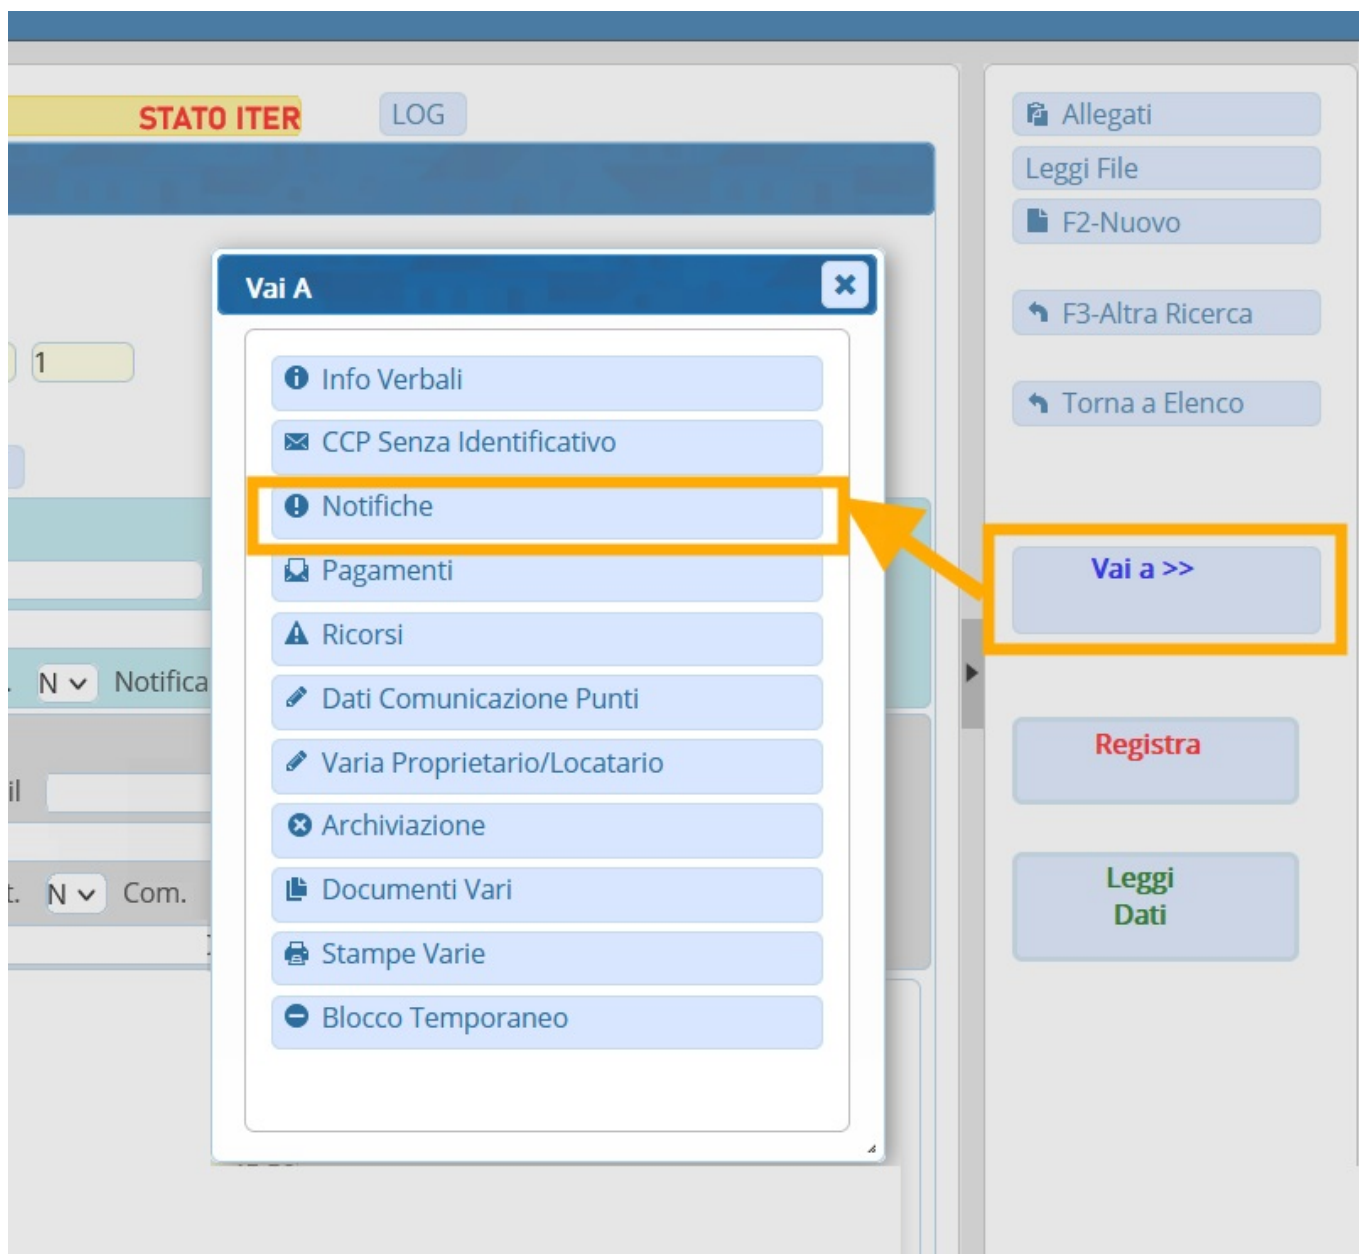 STATO ITER
LOG
Allegati
Leggi File
F2-Nuovo
Vai A
F3-Altra Ricerca
1
Info Verbali
Torna a Elenco
CCP Senza Identificativo
Notifiche
Vai a >>
Pagamenti
Ricorsi
N
Notifica
Dati Comunicazione Punti
Registra
Varia Proprietario/Locatario
il
Archiviazione
t.
N
Com.
Documenti Vari
Leggi
Dati
Stampe Varie
Blocco Temporaneo